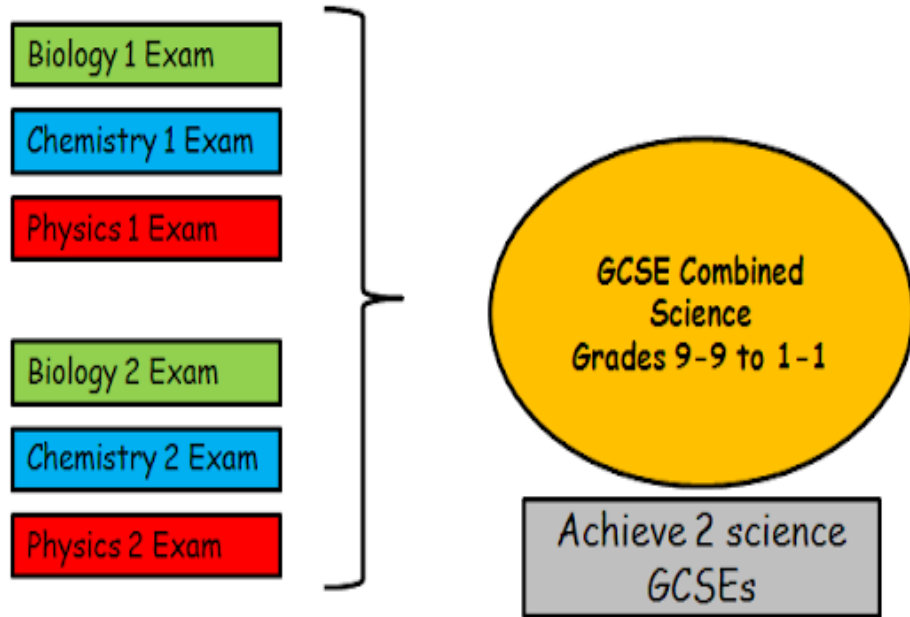 Biology 1 Exam
Chemistry 1 Exam
Physics 1 Exam
Biology 2 Exam
Chemistry 2 Exam
Physics 2 Exam
GCSE Combined
Science
Grades 9-9 to 1-1
Achieve 2 science
GCSEs